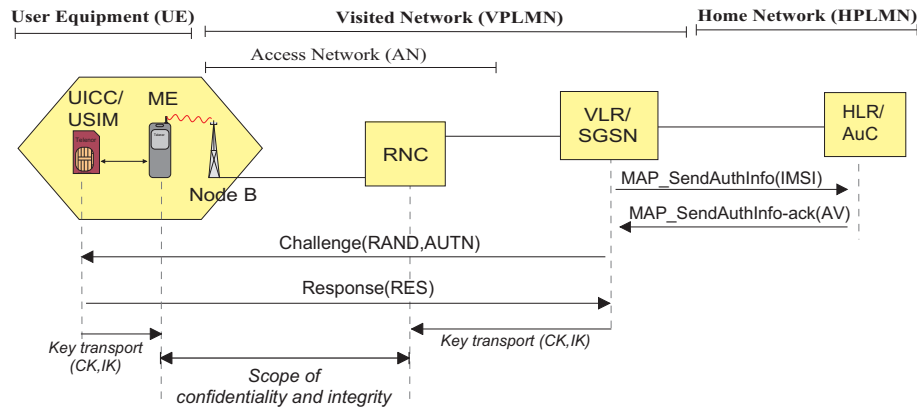 User Equipment (UE)
Visited Network (VPLMN)
Home Network (HPLMN)
Access Network (AN)
UICC/
USIM
ME
Telenor
Node B
RNC
VLR/
SGSN
HLR/
AuC
MAP_SendAuthInfo(IMSI)
MAP_SendAuthInfo-ack(AV)
Challenge(RAND,AUTN)
Response(RES)
Key transport
(CK,IK)
Key transport (CK,IK)
Scope of
confidentiality and integrity